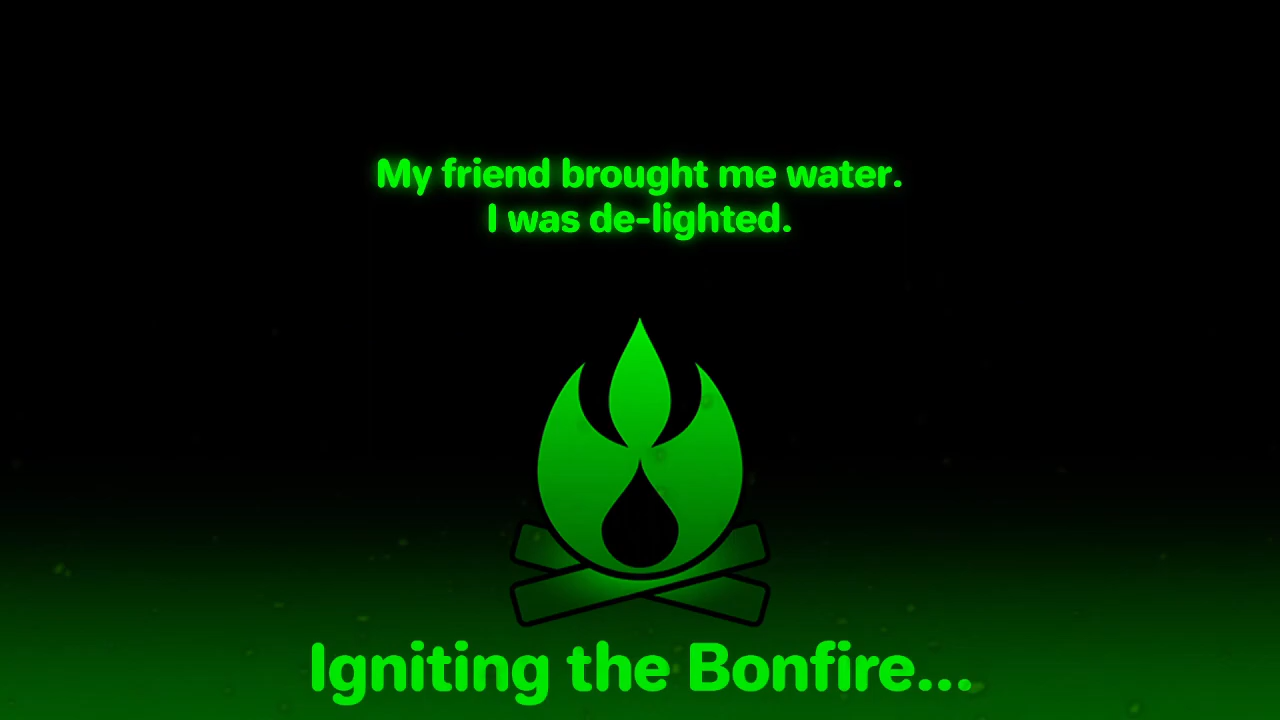 My friend brought me water.
I was de-lighted.
Igniting the Bonfire...